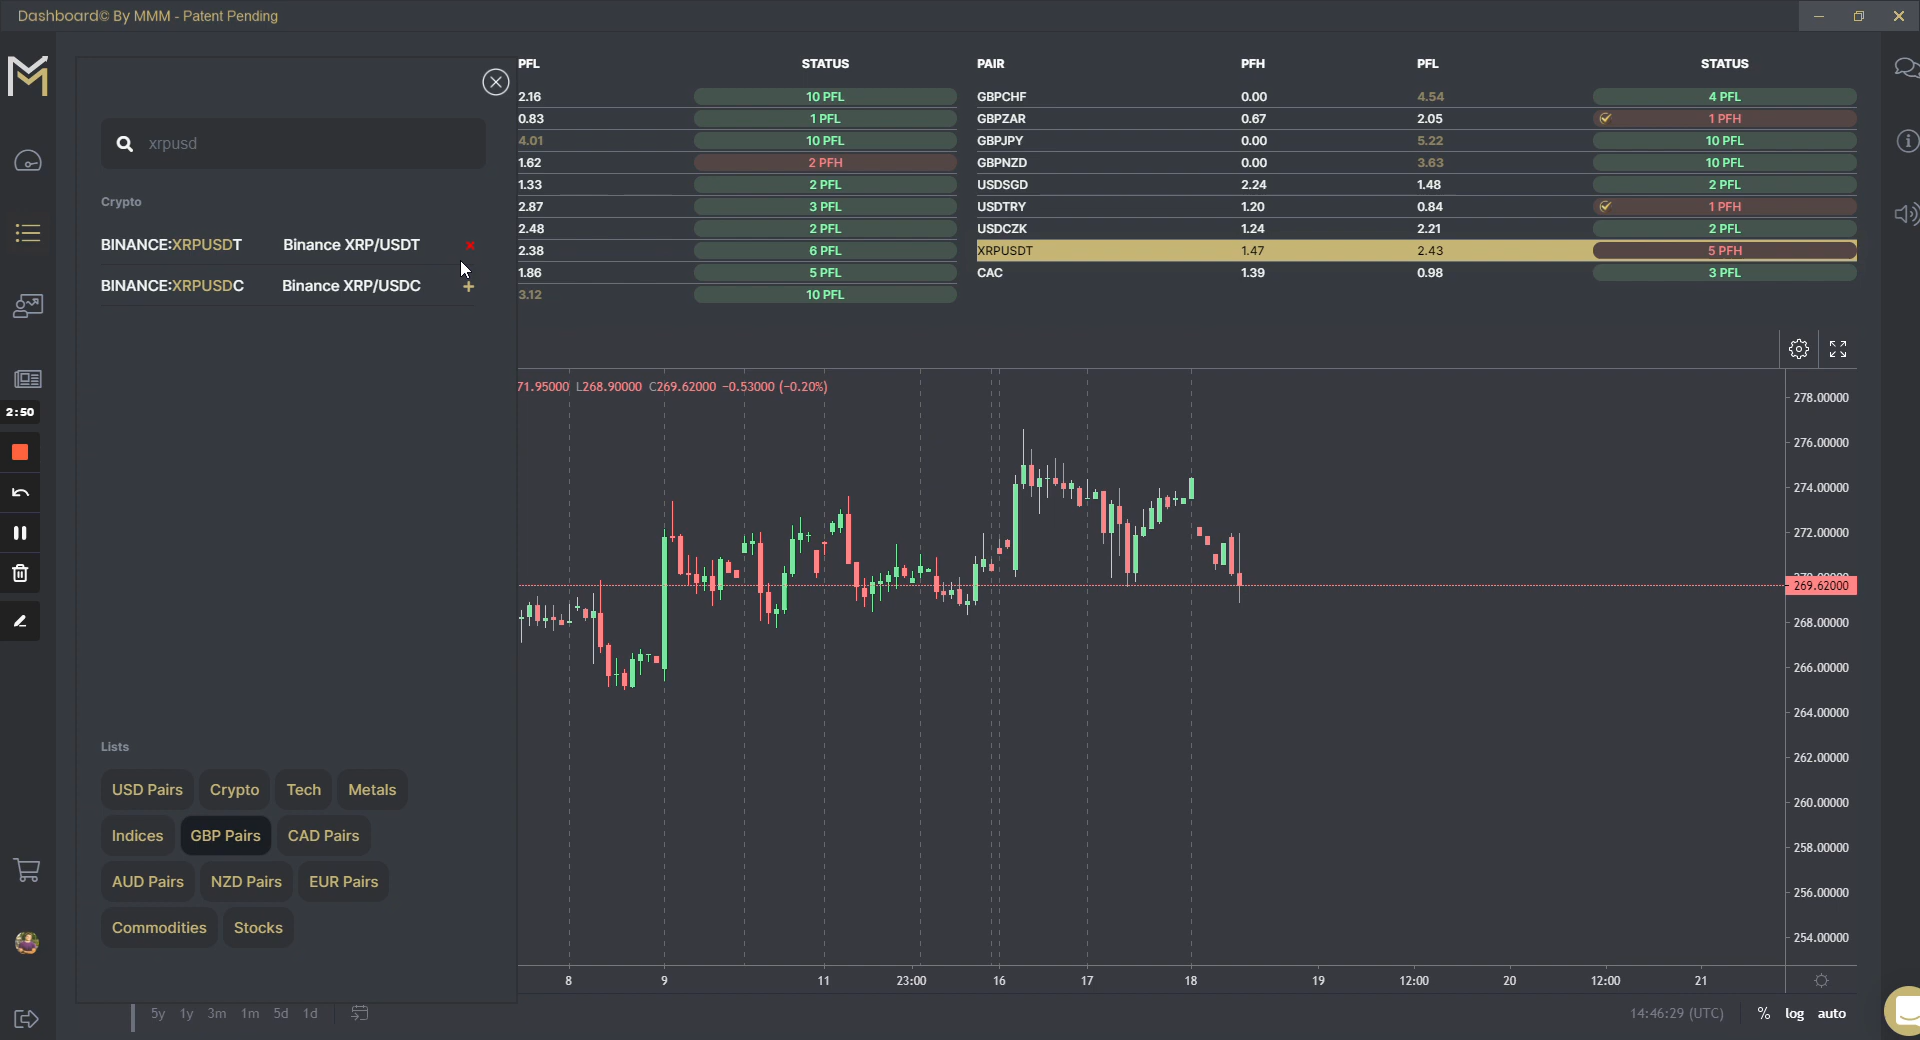 Dashboard© By MMM - Patent Pending
xrpusd
Crypto
BINANCE:XRPUSDT Binance XRP/USDT
BINANCE:XRPUSDC Binance XRP/USDC
2:50
Lists
USD Pairs Crypto Tech Metals
Indices GBP Pairs CAD Pairs
AUD Pairs NZD Pairs EUR Pairs
Commodities Stocks
PFL STATUS PAIR PFH PFL STATUS
2.16 10 PFL GBPCHF 0.00 4.54 4 PFL
0.83 1 PFL GBPZAR 0.67 2.05 1 PFH
4.01 10 PFL GBPJPY 0.00 5.22 10 PFL
1.62 2 PFH GBPNZD 0.00 3.63 10 PFL
1.33 2 PFL USDSGD 2.24 1.48 2 PFL
2.87 3 PFL USDTRY 1.20 0.84 1 PFH
2.48 2 PFL USDCZK 1.24 2.21 2 PFL
2.38 6 PFL XRPUSDT 1.47 2.43 5 PFH
1.86 5 PFL CAC 1.39 0.98 3 PFL
3.12 10 PFL
71.95000 L268.90000 C269.62000 −0.53000 (−0.20%)
278.00000
276.00000
274.00000
272.00000
269.62000
268.00000
266.00000
264.00000
262.00000
260.00000
258.00000
256.00000
254.00000
8 9 11 23:00 16 17 18 19 12:00 20 12:00 21
5y 1y 3m 1m 5d 1d 14:46:29 (UTC) % log auto